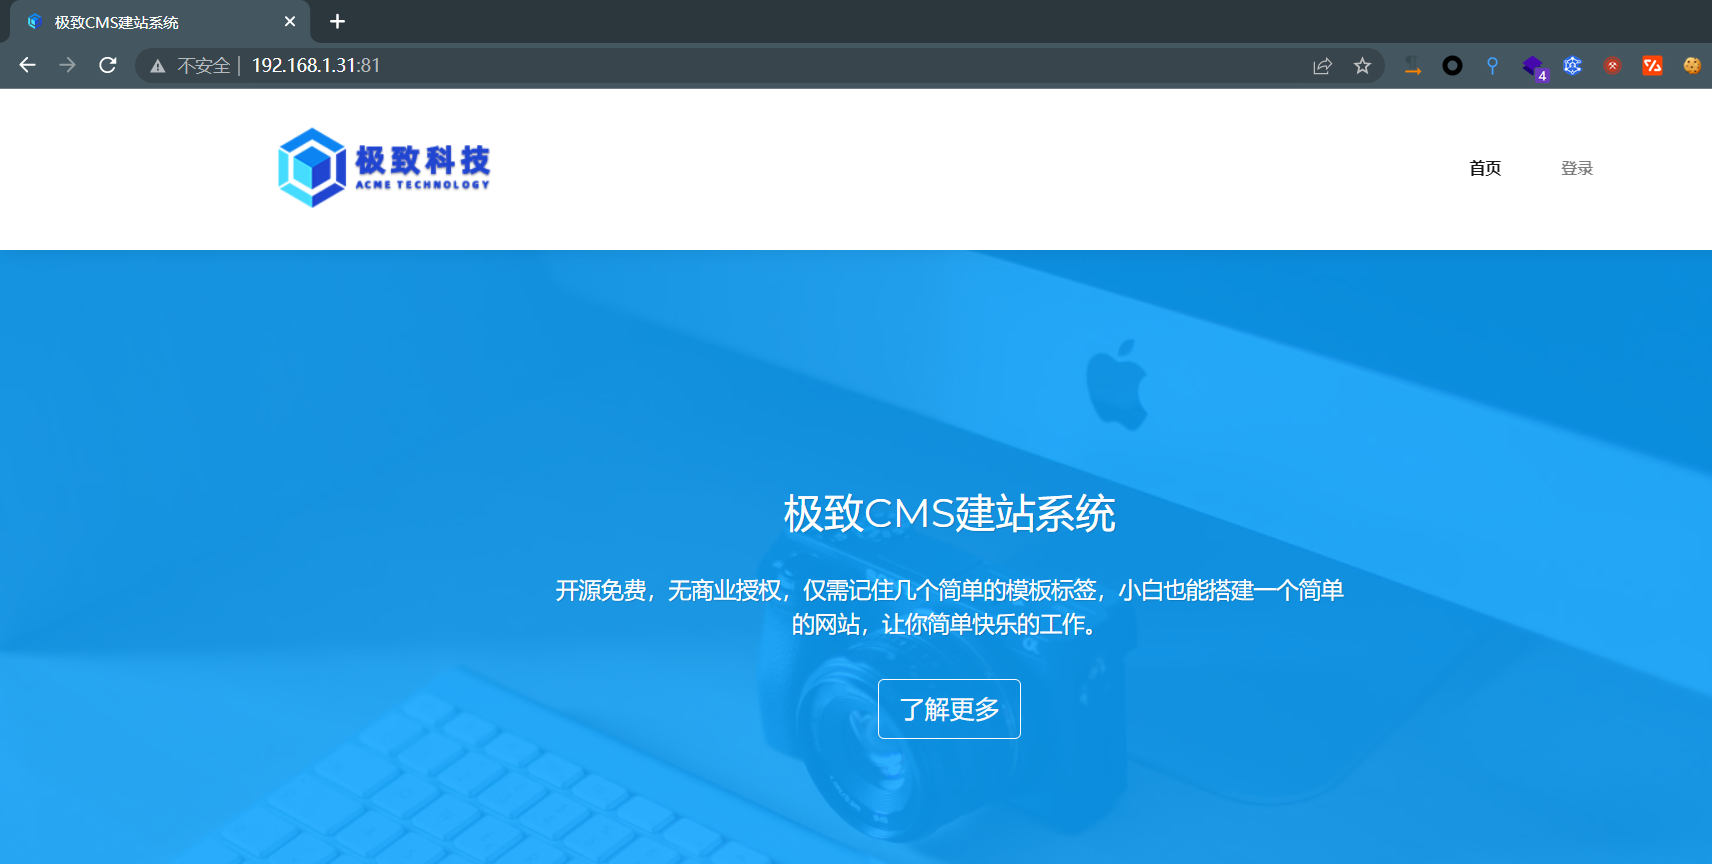 极致CMS建站系统
不安全
192.168.1.31:81
4
极致科技
ACME TECHNOLOGY
首页
登录
极致CMS建站系统
开源免费，无商业授权，仅需记住几个简单的模板标签，小白也能搭建一个简单
的网站，让你简单快乐的工作。
了解更多